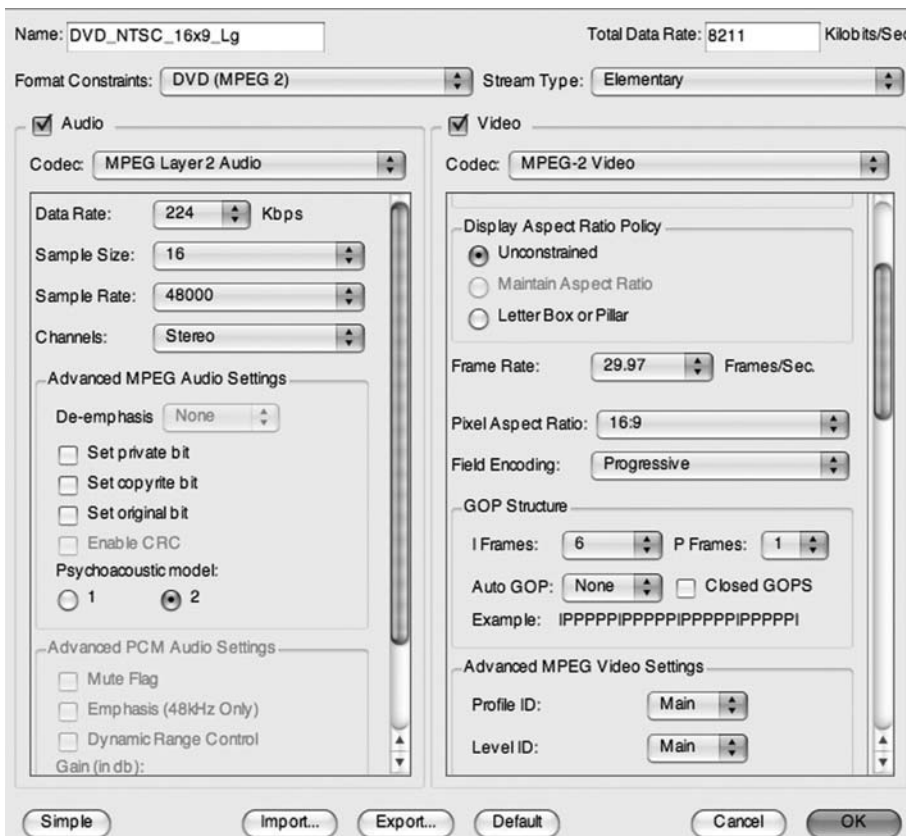 Name: DVD_NTSC_16x9_Lg Total Data Rate: 8211 Kilobits/Sec
Format Constraints: DVD (MPEG 2) Stream Type: Elementary
Audio
Codec: MPEG Layer2 Audio
Data Rate: 224 Kbps
Sample Size: 16
Sample Rate: 48000
Channels: Stereo
Advanced MPEG Audio Settings
De-emphasis None
Set private bit
Set copyrite bit
Set original bit
Enable CRC
Psychoacoustic model:
1 2
Advanced PCM Audio Settings
Mute Flag
Emphasis (48kHz Only)
Dynamic Range Control
Gain (in db):
Video
Codec: MPEG-2 Video
Display Aspect Ratio Policy
Unconstrained
Maintain Aspect Ratio
Letter Box or Pillar
Frame Rate: 29.97 Frames/Sec.
Pixel Aspect Ratio: 16:9
Field Encoding: Progressive
GOP Structure
I Frames: 6 P Frames: 1
Auto GOP: None Closed GOPS
Example: IPPPPPIPPPPPIPPPPPIPPPPPI
Advanced MPEG Video Settings
Profile ID: Main
Level ID: Main
Simple Import... Export... Default Cancel OK